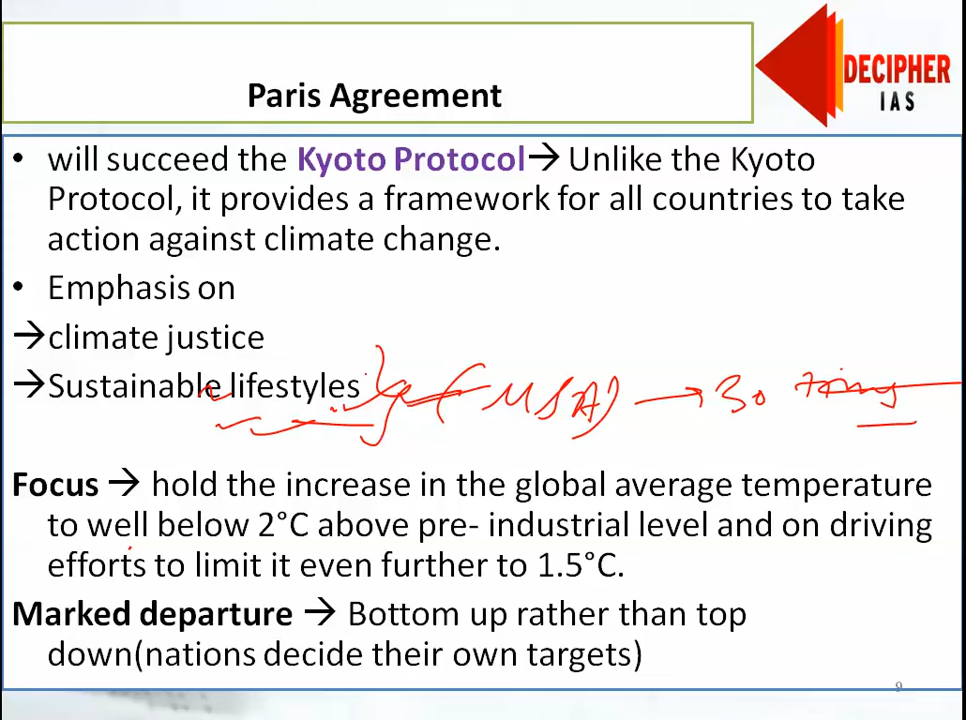 Paris Agreement
DECIPHER
IAS
• will succeed the Kyoto Protocol→ Unlike the Kyoto
Protocol, it provides a framework for all countries to take
action against climate change.
• Emphasis on
→climate justice
→Sustainable lifestyles
(USA) → 30 times
Focus → hold the increase in the global average temperature
to well below 2°C above pre- industrial level and on driving
efforts to limit it even further to 1.5°C.
Marked departure → Bottom up rather than top
down(nations decide their own targets)
9